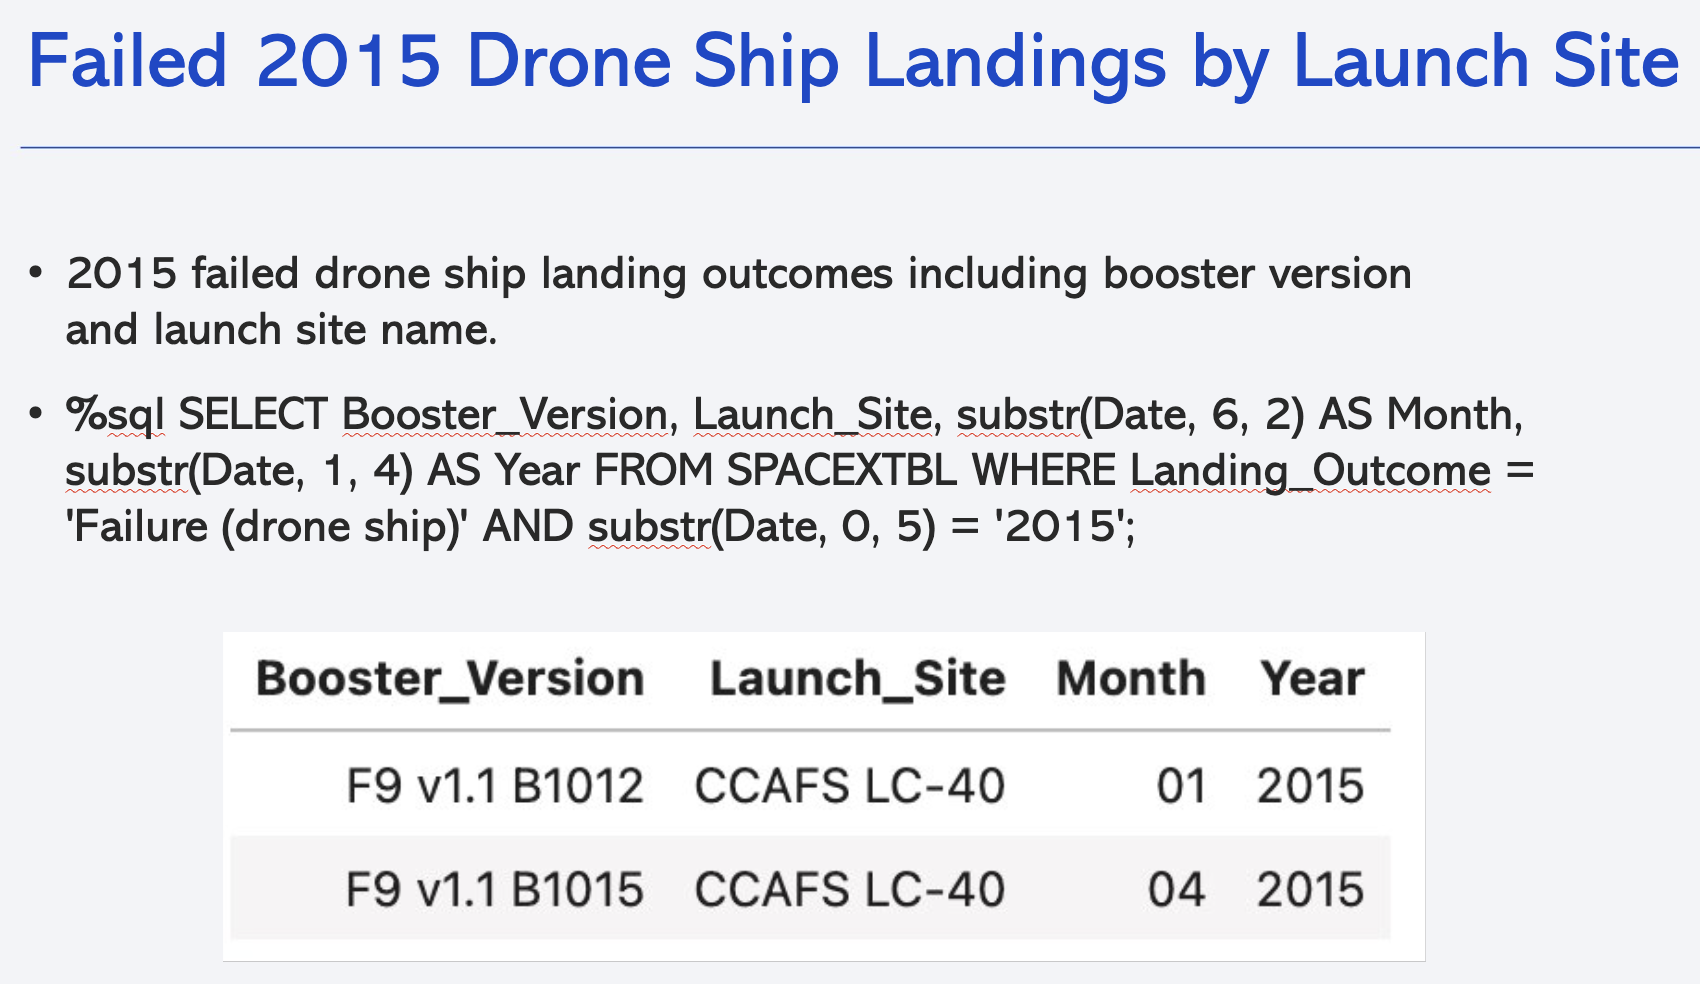 Failed 2015 Drone Ship Landings by Launch Site
• 2015 failed drone ship landing outcomes including booster version
and launch site name.
• %sql SELECT Booster_Version, Launch_Site, substr(Date, 6, 2) AS Month,
substr(Date, 1, 4) AS Year FROM SPACEXTBL WHERE Landing_Outcome =
'Failure (drone ship)' AND substr(Date, 0, 5) = '2015';
Booster_Version Launch_Site Month Year
F9 v1.1 B1012 CCAFS LC-40 01 2015
F9 v1.1 B1015 CCAFS LC-40 04 2015